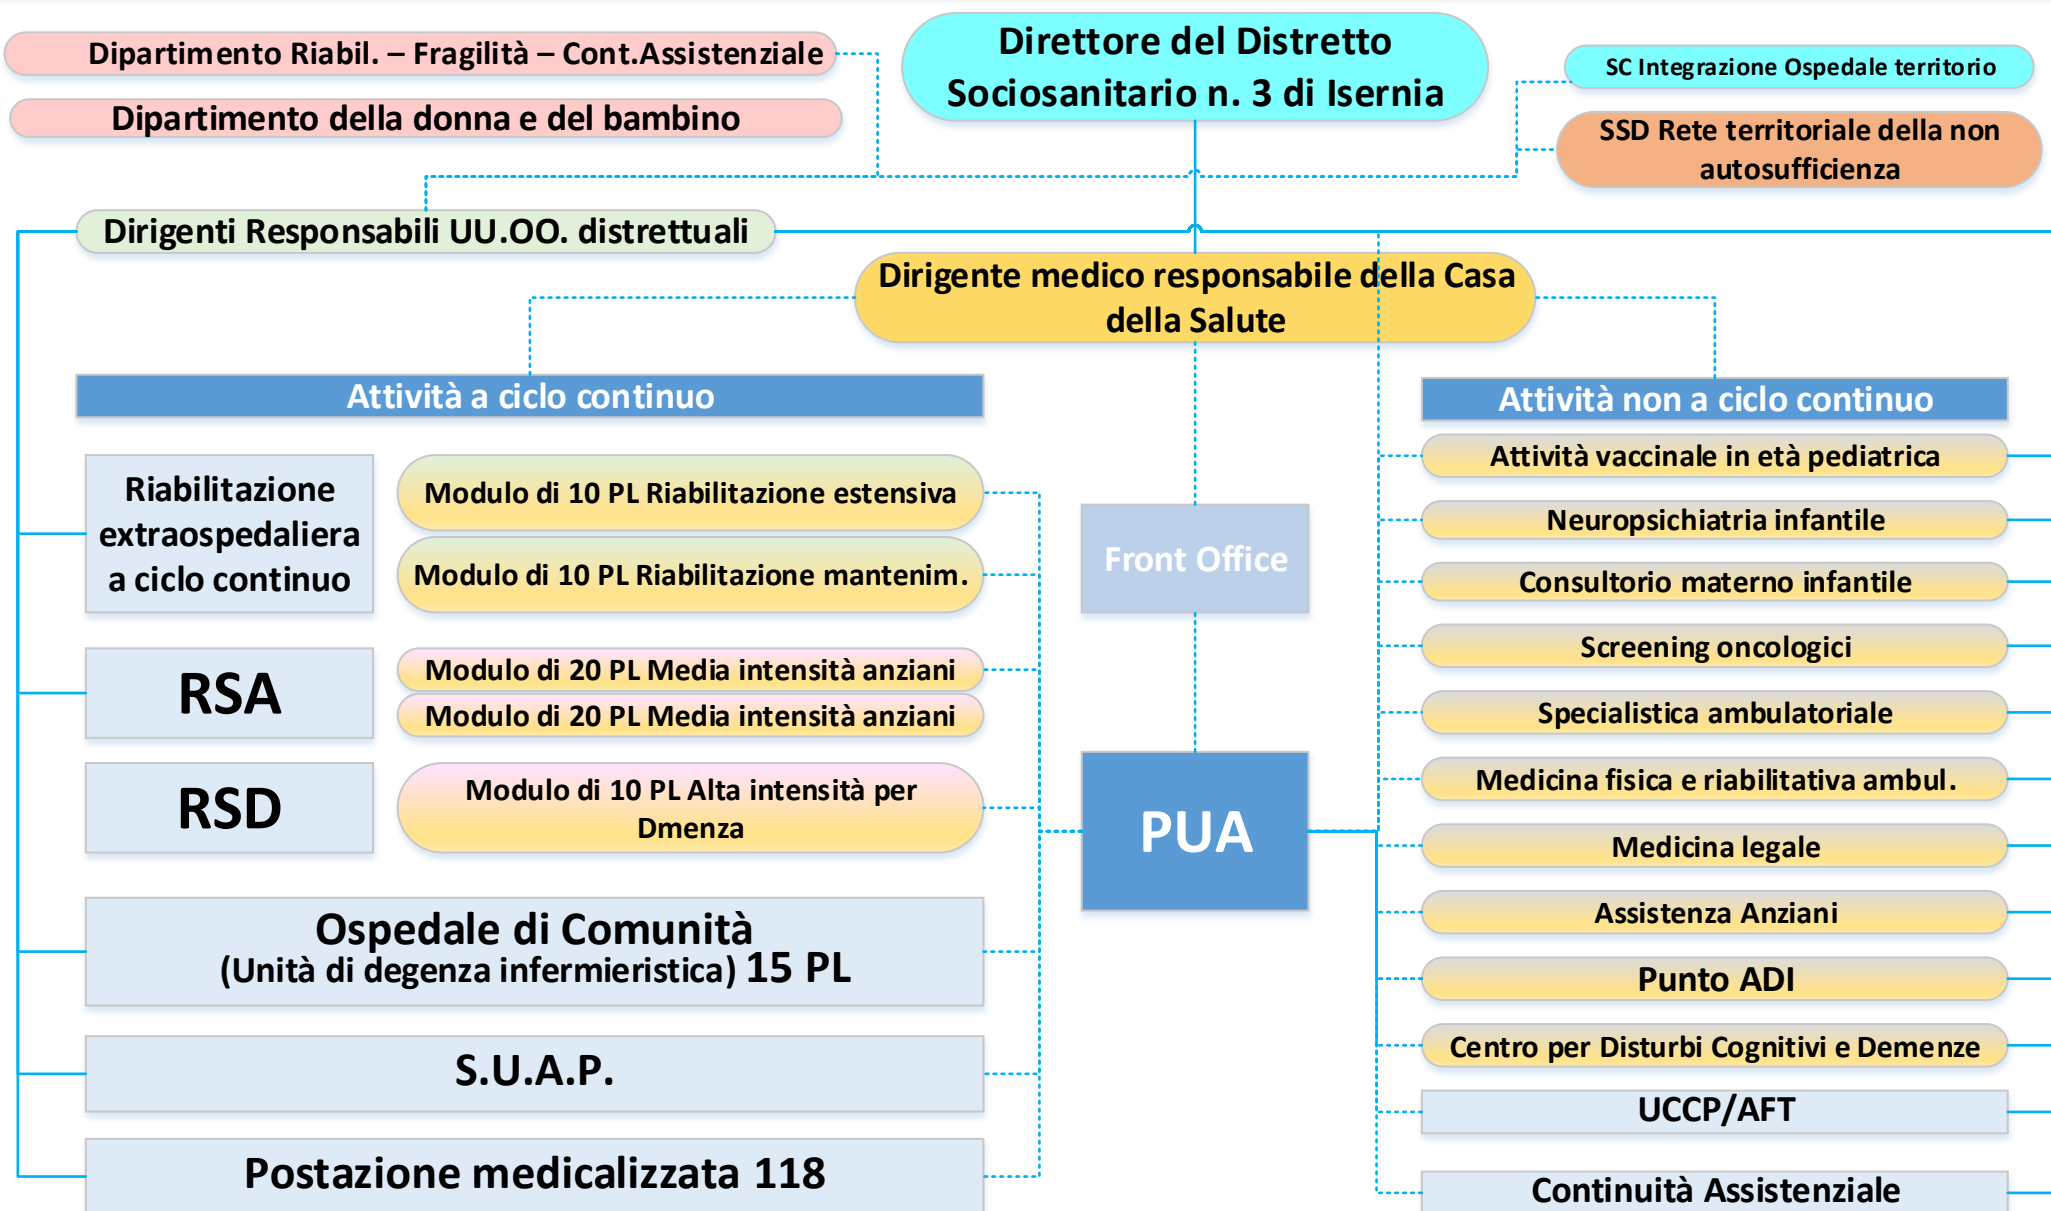 Dipartimento Riabil. – Fragilità – Cont.Assistenziale
Dipartimento della donna e del bambino
Direttore del Distretto
Sociosanitario n. 3 di Isernia
SC Integrazione Ospedale territorio
SSD Rete territoriale della non
autosufficienza
Dirigenti Responsabili UU.OO. distrettuali
Dirigente medico responsabile della Casa
della Salute
Attività a ciclo continuo
Riabilitazione
extraospedaliera
a ciclo continuo
Modulo di 10 PL Riabilitazione estensiva
Modulo di 10 PL Riabilitazione mantenim.
RSA
Modulo di 20 PL Media intensità anziani
Modulo di 20 PL Media intensità anziani
RSD
Modulo di 10 PL Alta intensità per
Dmenza
Ospedale di Comunità
(Unità di degenza infermieristica) 15 PL
S.U.A.P.
Postazione medicalizzata 118
Front Office
PUA
Attività non a ciclo continuo
Attività vaccinale in età pediatrica
Neuropsichiatria infantile
Consultorio materno infantile
Screening oncologici
Specialistica ambulatoriale
Medicina fisica e riabilitativa ambul.
Medicina legale
Assistenza Anziani
Punto ADI
Centro per Disturbi Cognitivi e Demenze
UCCP/AFT
Continuità Assistenziale